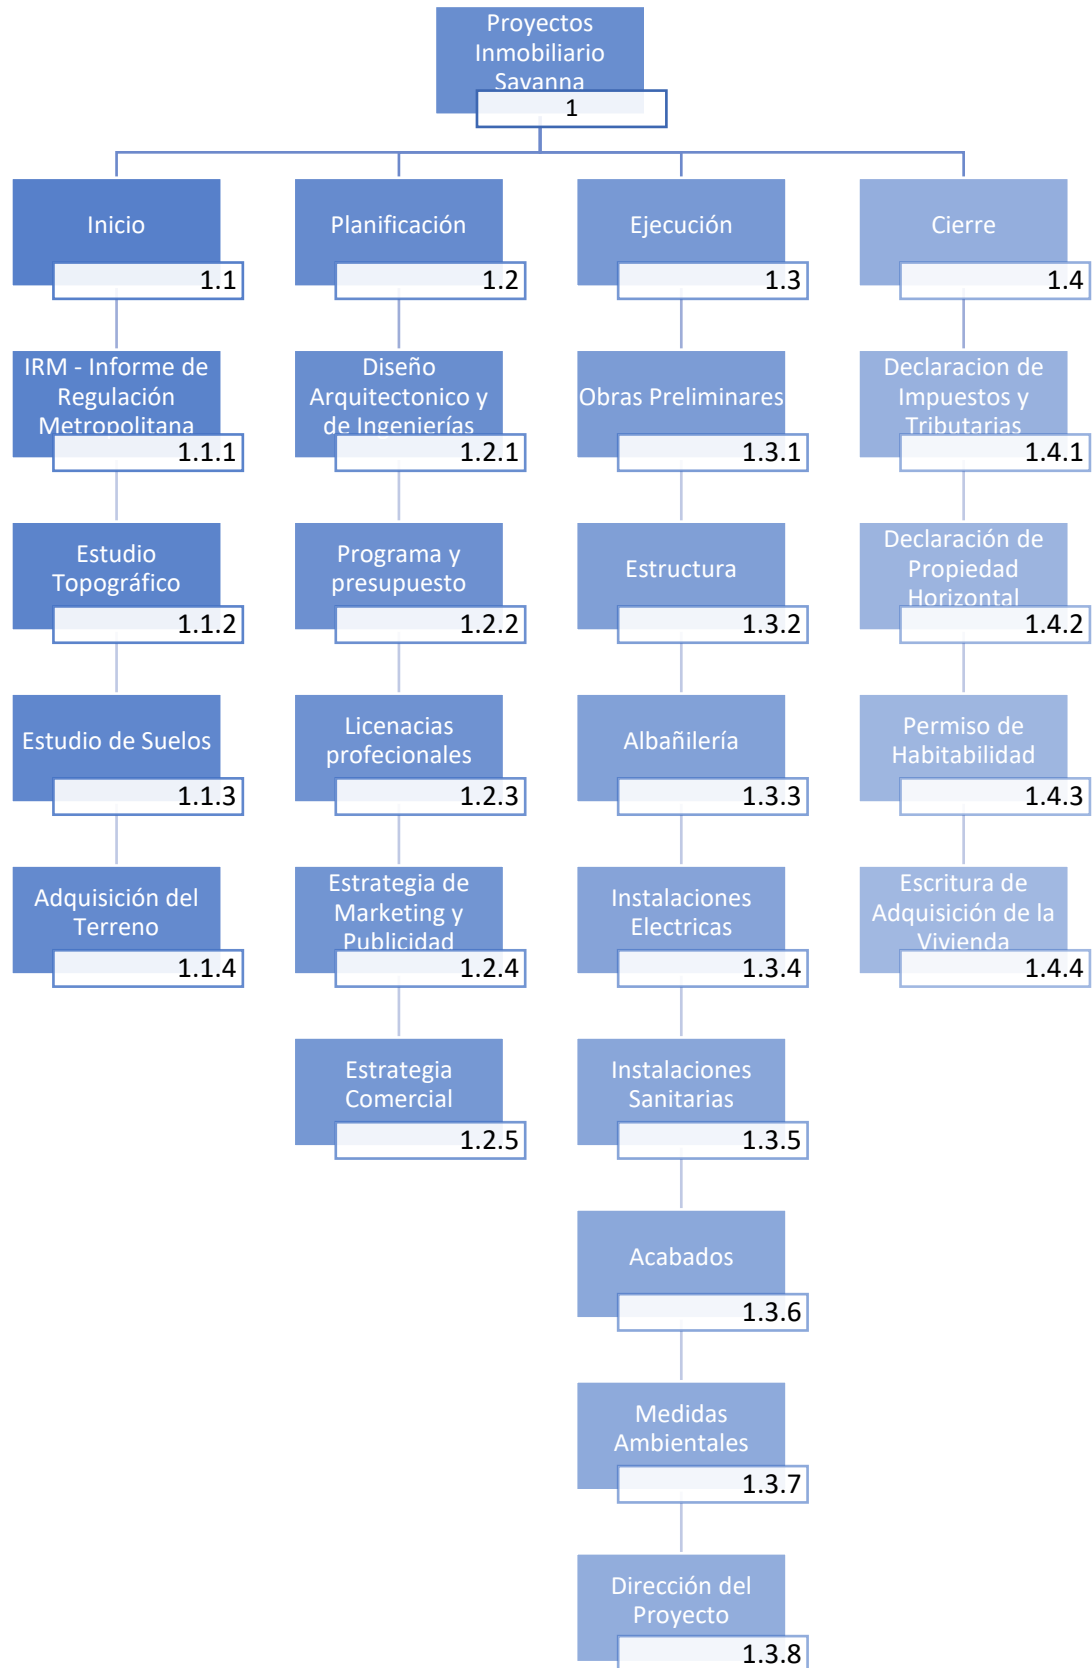 Proyectos
Inmobiliario
Savanna
1
Inicio
1.1
Planificación
1.2
Ejecución
1.3
Cierre
1.4
IRM - Informe de
Regulación
Metropolitana
1.1.1
Diseño
Arquitectonico y
de Ingenierías
1.2.1
Obras Preliminares
1.3.1
Declaracion de
Impuestos y
Tributarias
1.4.1
Estudio
Topográfico
1.1.2
Programa y
presupuesto
1.2.2
Estructura
1.3.2
Declaración de
Propiedad
Horizontal
1.4.2
Estudio de Suelos
1.1.3
Licenacias
profecionales
1.2.3
Albañilería
1.3.3
Permiso de
Habitabilidad
1.4.3
Adquisición del
Terreno
1.1.4
Estrategia de
Marketing y
Publicidad
1.2.4
Instalaciones
Electricas
1.3.4
Escritura de
Adquisición de la
Vivienda
1.4.4
Estrategia
Comercial
1.2.5
Instalaciones
Sanitarias
1.3.5
Acabados
1.3.6
Medidas
Ambientales
1.3.7
Dirección del
Proyecto
1.3.8